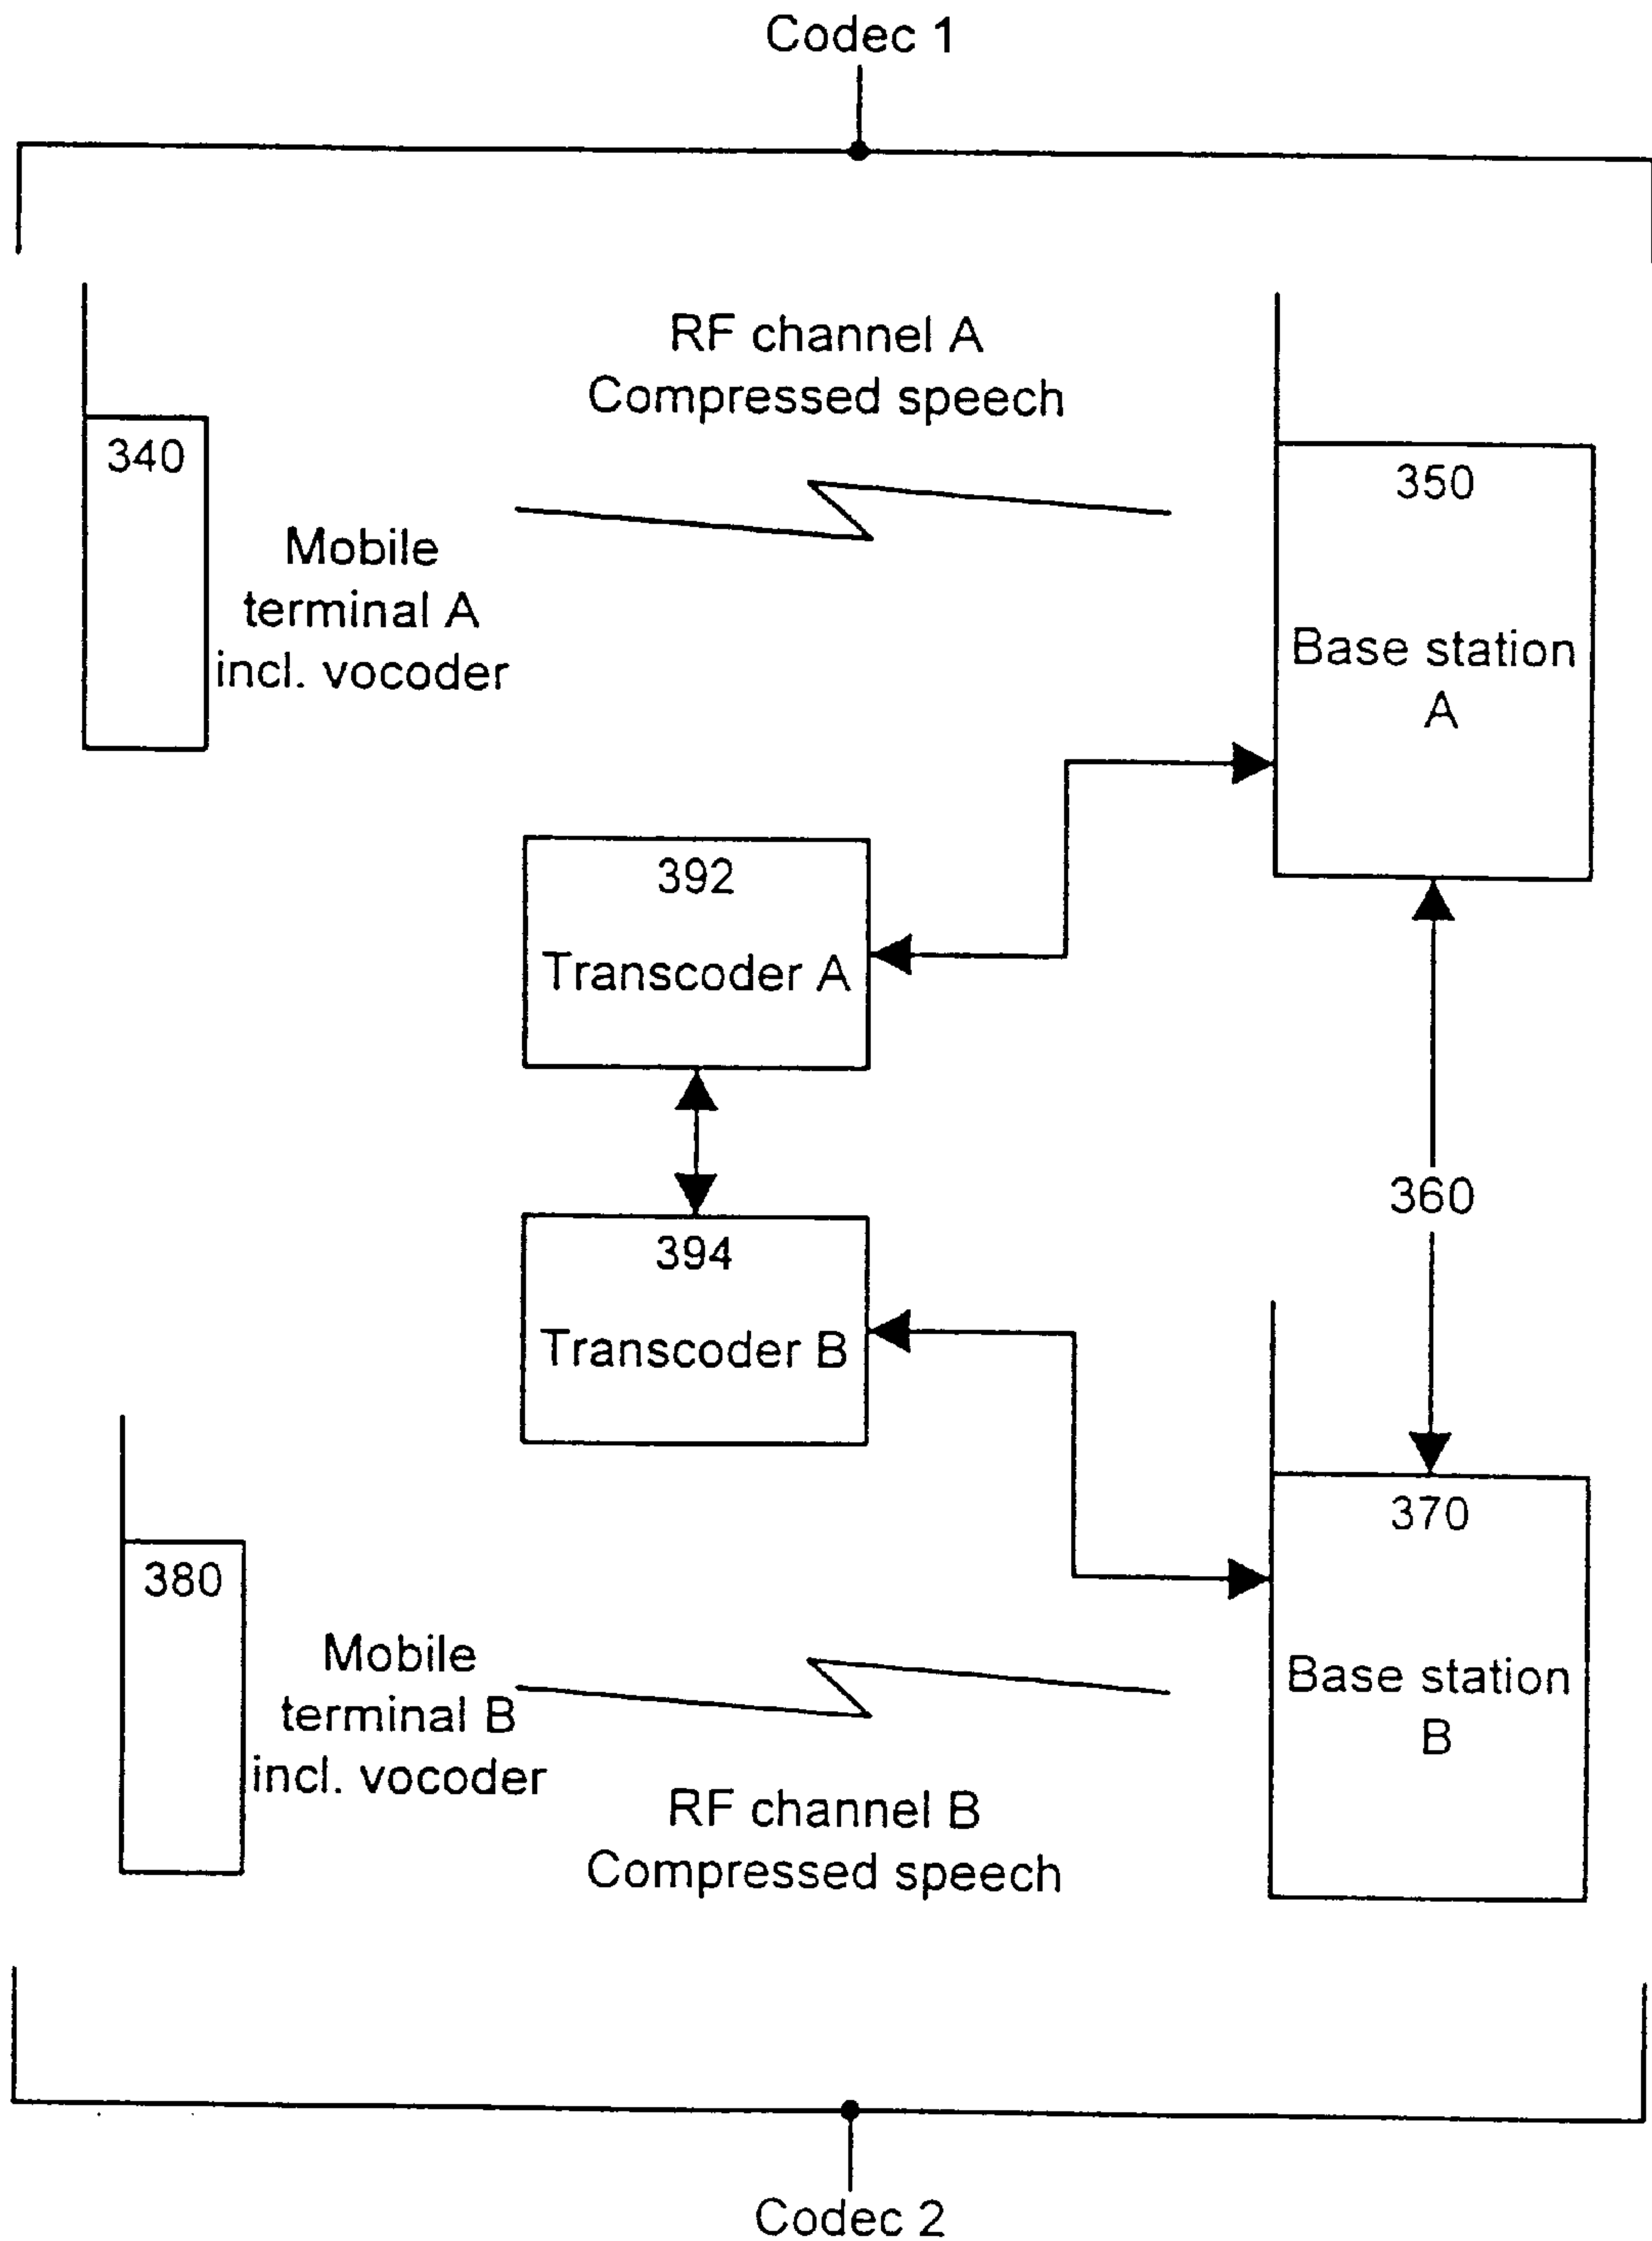 Codec 1
RF channel A
Compressed speech
340
350
Mobile
terminal A
incl. vocoder
Base station
A
392
Transcoder A
360
394
Transcoder B
370
380
Mobile
terminal B
incl. vocoder
Base station
B
RF channel B
Compressed speech
Codec 2